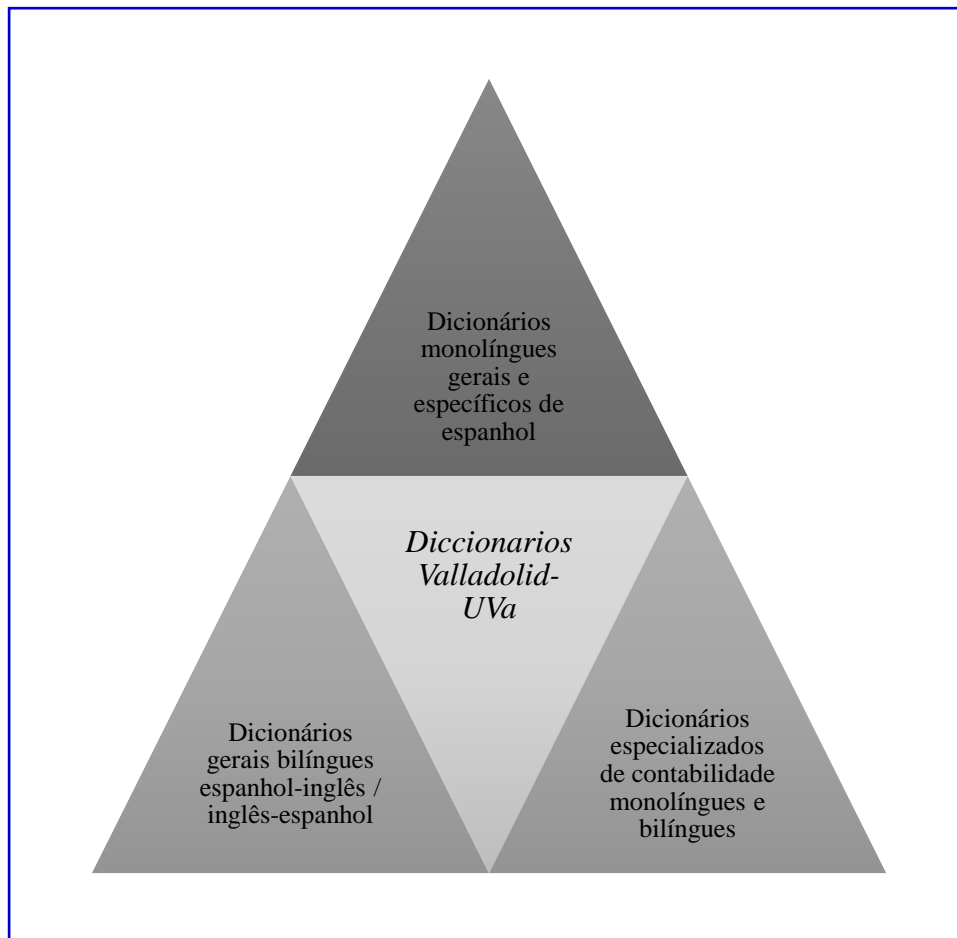 Dicionários
monolíngues
gerais e
específicos de
espanhol
Diccionarios
Valladolid-
UVa
Dicionários
gerais bilíngues
espanhol-inglês /
inglês-espanhol
Dicionários
especializados
de contabilidade
monolíngues e
bilíngues